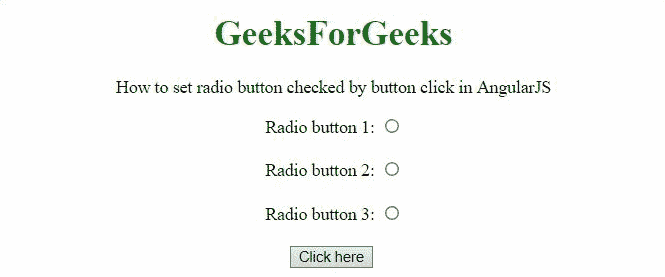 GeeksForGeeks
How to set radio button checked by button click in AngularJS
Radio button 1:
Radio button 2:
Radio button 3:
Click here